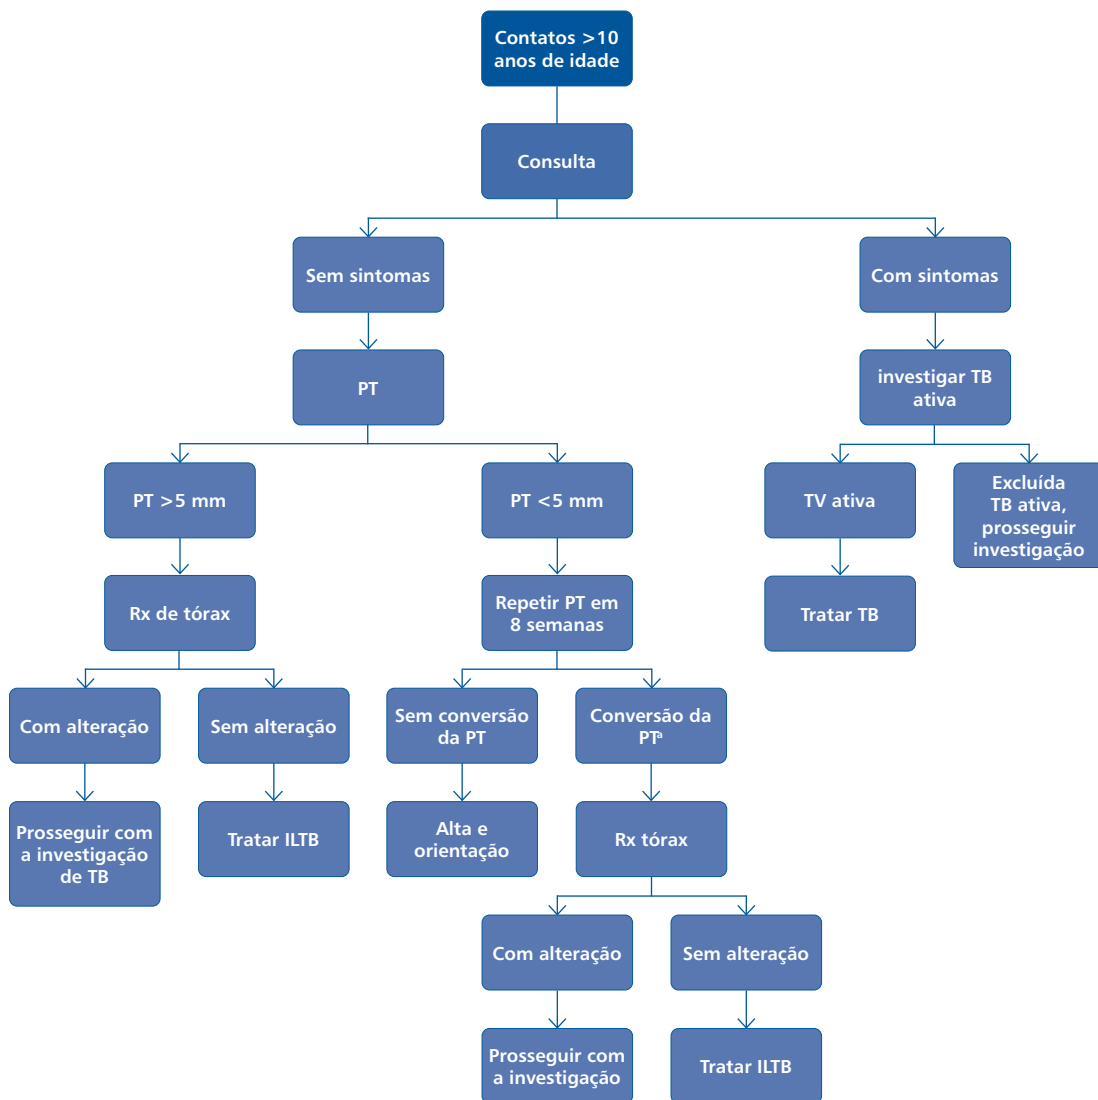 Contatos >10
anos de idade
Consulta
Sem sintomas
Com sintomas
PT
investigar TB
ativa
PT >5 mm
PT <5 mm
TV ativa
Excluída
TB ativa,
prosseguir
investigação
Rx de tórax
Repetir PT em
8 semanas
Tratar TB
Com alteração
Sem alteração
Sem conversão
da PT
Conversão da
PTª
Prosseguir com
a investigação
de TB
Tratar ILTB
Alta e
orientação
Rx tórax
Com alteração
Sem alteração
Prosseguir com
a investigação
Tratar ILTB